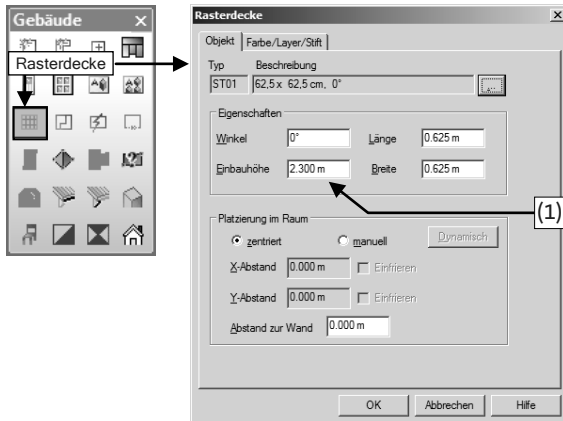 Gebäude ×
Rasterdecke
Rasterdecke
Objekt Farbe/Layer/Stift
Typ Beschreibung
ST01 62,5 x 62,5 cm, 0° ...
Eigenschaften
Winkel 0° Länge 0.625 m
Einbauhöhe 2.300 m Breite 0.625 m
(1)
Platzierung im Raum
zentriert manuell Dynamisch
X-Abstand 0.000 m Einfrieren
Y-Abstand 0.000 m Einfrieren
Abstand zur Wand 0.000 m
OK Abbrechen Hilfe